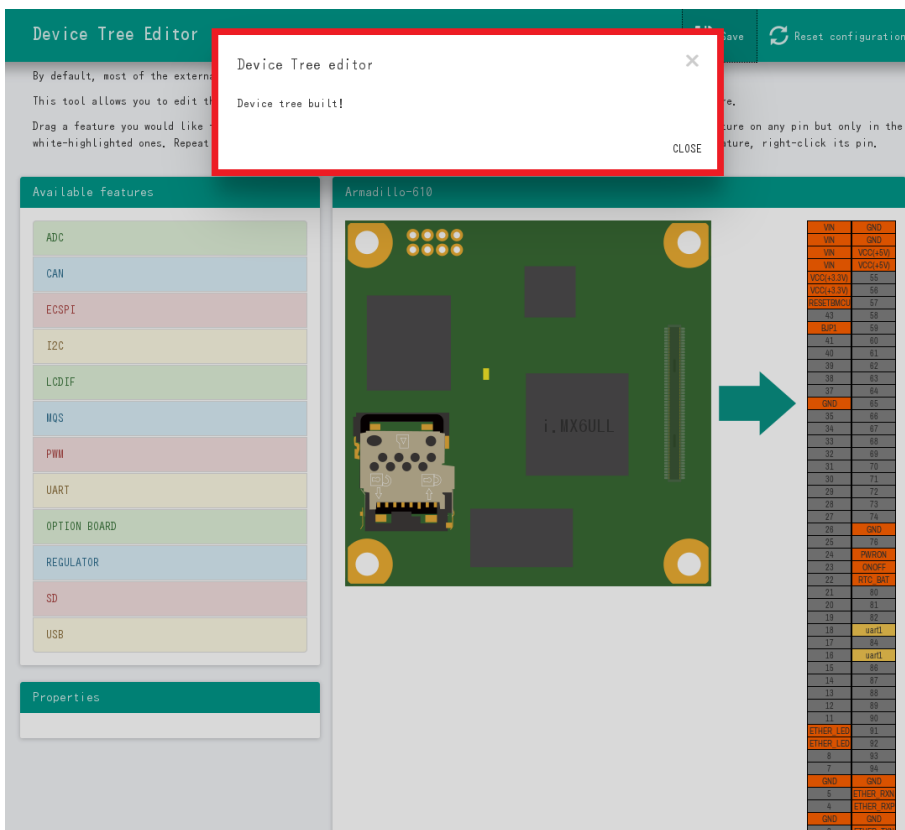 Device Tree Editor
Save
Reset configuration
Device Tree editor
×
Device tree built!
CLOSE
By default, most of the
This tool allows you to edit
Drag a feature you would like
ture on any pin but only in the
white-highlighted ones. Repeat
ature, right-click its pin.
Available features
ADC
CAN
ECSPI
I2C
LCDIF
MQS
PWM
UART
OPTION BOARD
REGULATOR
SD
USB
Properties
Armadillo-610
i.MX6ULL
VIN GND
VIN GND
VIN VCC(+5V)
VIN VCC(+5V)
VCC(+3.3V) 55
VCC(+3.3V) 56
RESETBMCU 57
43 58
BJP1 59
41 60
40 61
39 62
38 63
37 64
GND 65
35 66
34 67
33 68
32 69
31 70
30 71
29 72
28 73
27 74
26 GND
25 76
24 PWRON
23 ONOFF
22 RTC_BAT
21 80
20 81
19 82
18 uart1
17 84
16 uart1
15 86
14 87
13 88
12 89
11 90
ETHER_LED 91
ETHER_LED 92
8 93
7 94
GND GND
5 ETHER_RXN
4 ETHER_RXP
GND GND